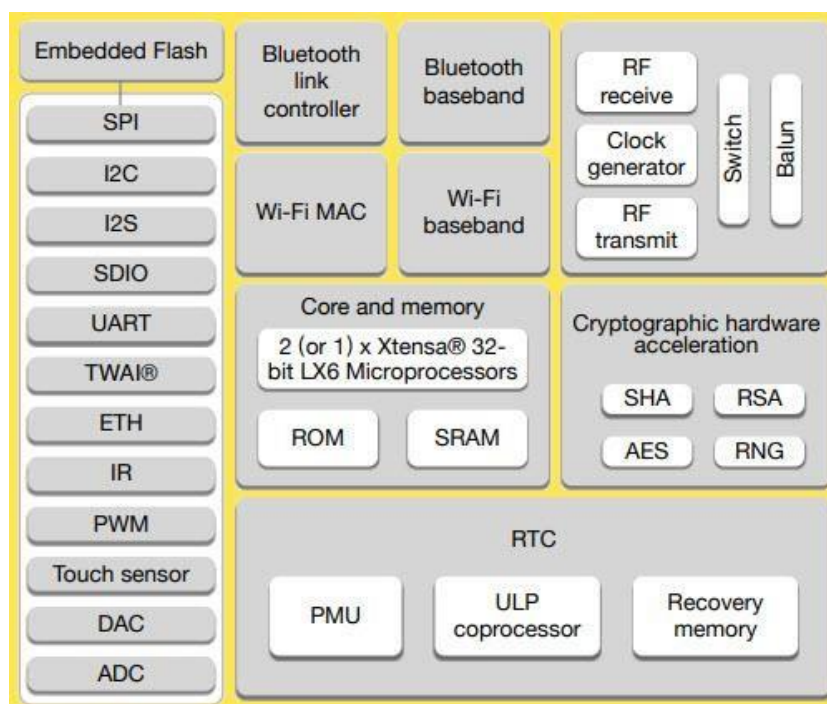 Embedded Flash
SPI
I2C
I2S
SDIO
UART
TWAI®
ETH
IR
PWM
Touch sensor
DAC
ADC
Bluetooth
link
controller
Bluetooth
baseband
Wi-Fi MAC
Wi-Fi
baseband
RF
receive
Clock
generator
RF
transmit
Switch
Balun
Core and memory
2 (or 1) x Xtensa® 32-
bit LX6 Microprocessors
ROM
SRAM
Cryptographic hardware
acceleration
SHA
RSA
AES
RNG
RTC
PMU
ULP
coprocessor
Recovery
memory